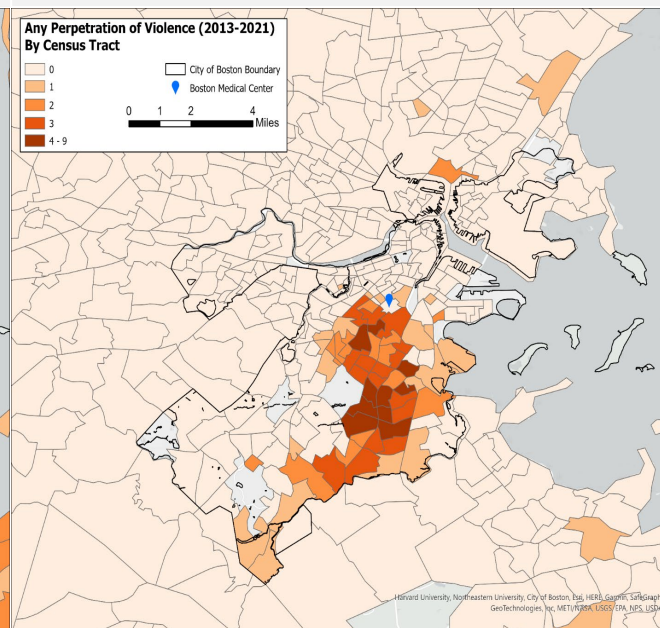 Any Perpetration of Violence (2013-2021)
By Census Tract
0
1
2
3
4 - 9
City of Boston Boundary
Boston Medical Center
0 1 2 4
Miles
Harvard University, Northeastern University, City of Boston, Esri, HERE, Garmin, SafeGraph
GeoTechnologies, Inc, METI/NASA, USGS, EPA, NPS, USD